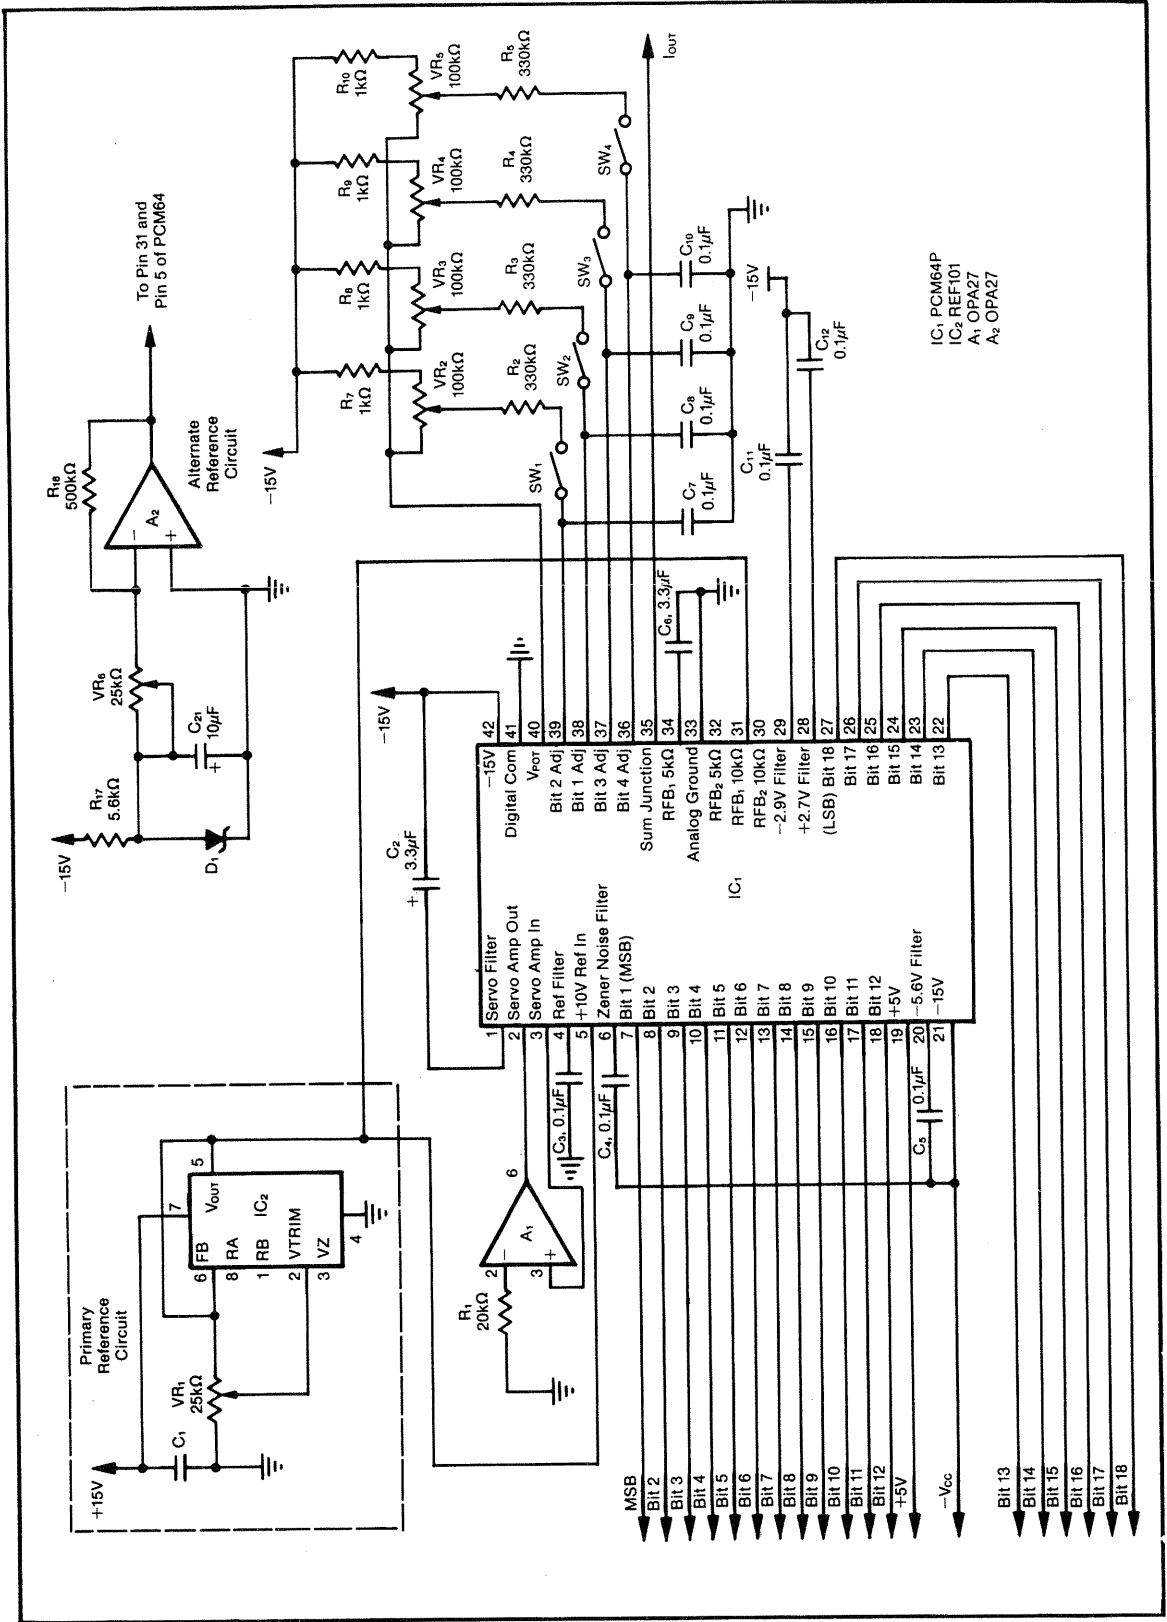 Primary
Reference
Circuit
+15V
C₁
VR₁
25kΩ
6
8
1
2
3
FB
RA
RB
VTRIM
VZ
7
VOUT
IC₂
5
4
−15V
R₁₇
5.6kΩ
D₁
VR₆
25kΩ
C₂₁
10μF
+
R₁₈
500kΩ
−
A₂
+
Alternate
Reference
Circuit
To Pin 31 and
Pin 5 of PCM64
−15V
R₇
1kΩ
R₈
1kΩ
R₉
1kΩ
R₁₀
1kΩ
VR₂
100kΩ
VR₃
100kΩ
VR₄
100kΩ
VR₅
100kΩ
R₂
330kΩ
R₃
330kΩ
R₄
330kΩ
R₅
330kΩ
SW₁
SW₂
SW₃
SW₄
IOUT
R₁
20kΩ
2
3
−
+
A₁
6
C₂
3.3μF
+
−15V
C₃, 0.1μF
C₄, 0.1μF
C₅
0.1μF
C₆, 3.3μF
C₇
0.1μF
C₈
0.1μF
C₉
0.1μF
C₁₀
0.1μF
C₁₁
0.1μF
C₁₂
0.1μF
−15V
1 Servo Filter
2 Servo Amp Out
3 Servo Amp In
4 Ref Filter
5 +10V Ref In
6 Zener Noise Filter
7 Bit 1 (MSB)
8 Bit 2
9 Bit 3
10 Bit 4
11 Bit 5
12 Bit 6
13 Bit 7
14 Bit 8
15 Bit 9
16 Bit 10
17 Bit 11
18 Bit 12
19 +5V
20 −5.6V Filter
21 −15V
IC₁
−15V 42
Digital Com 41
VPOT 40
Bit 2 Adj 39
Bit 1 Adj 38
Bit 3 Adj 37
Bit 4 Adj 36
Sum Junction 35
RFB₁ 5kΩ 34
Analog Ground 33
RFB₂ 5kΩ 32
RFB₁ 10kΩ 31
RFB₂ 10kΩ 30
−2.9V Filter 29
+2.7V Filter 28
(LSB) Bit 18 27
Bit 17 26
Bit 16 25
Bit 15 24
Bit 14 23
Bit 13 22
MSB
Bit 2
Bit 3
Bit 4
Bit 5
Bit 6
Bit 7
Bit 8
Bit 9
Bit 10
Bit 11
Bit 12
+5V
−VCC
Bit 13
Bit 14
Bit 15
Bit 16
Bit 17
Bit 18
IC₁ PCM64P
IC₂ REF101
A₁ OPA27
A₂ OPA27